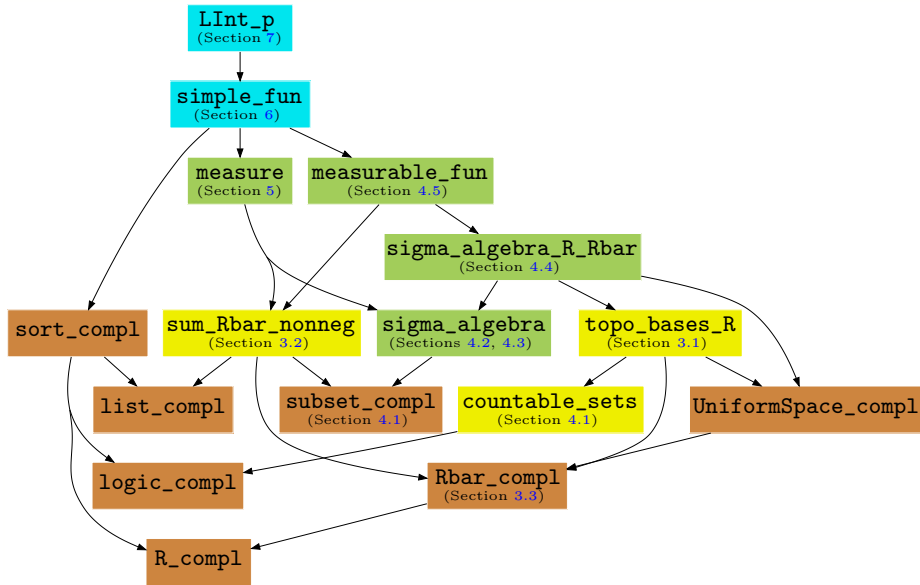 LInt_p
(Section 7)
simple_fun
(Section 6)
measure
(Section 5)
measurable_fun
(Section 4.5)
sigma_algebra_R_Rbar
(Section 4.4)
sort_compl
sum_Rbar_nonneg
(Section 3.2)
sigma_algebra
(Sections 4.2, 4.3)
topo_bases_R
(Section 3.1)
list_compl
subset_compl
(Section 4.1)
countable_sets
(Section 4.1)
UniformSpace_compl
logic_compl
Rbar_compl
(Section 3.3)
R_compl